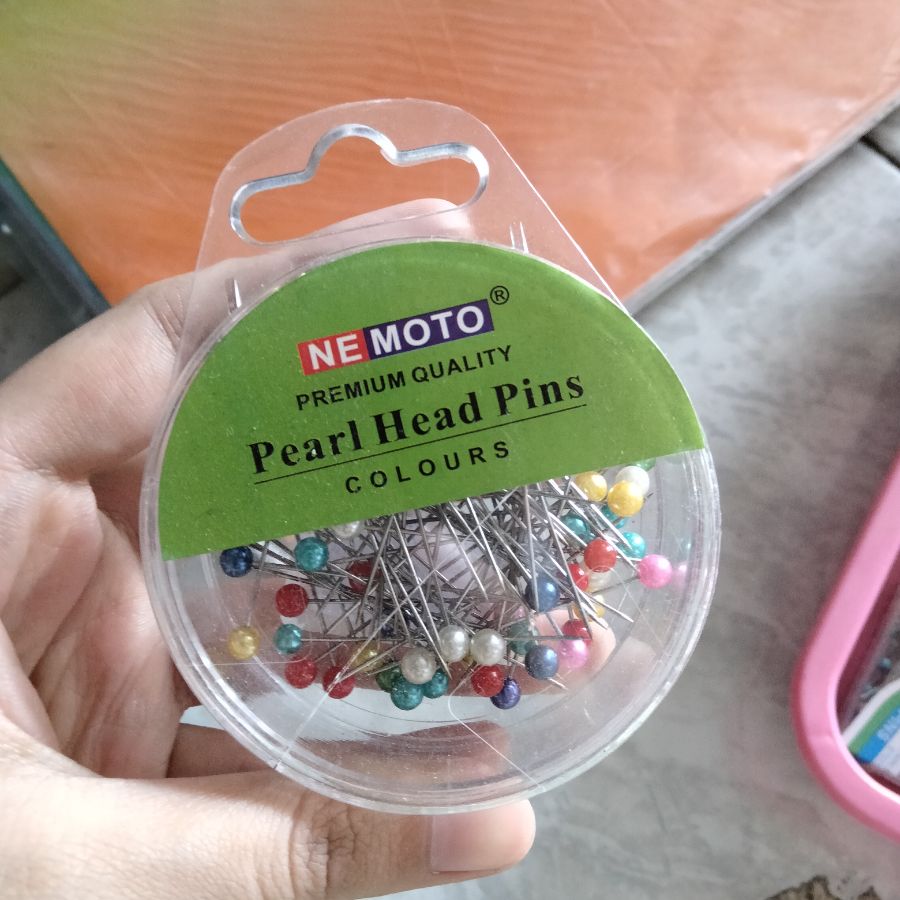 NEMOTO®
PREMIUM QUALITY
Pearl Head Pins
COLOURS